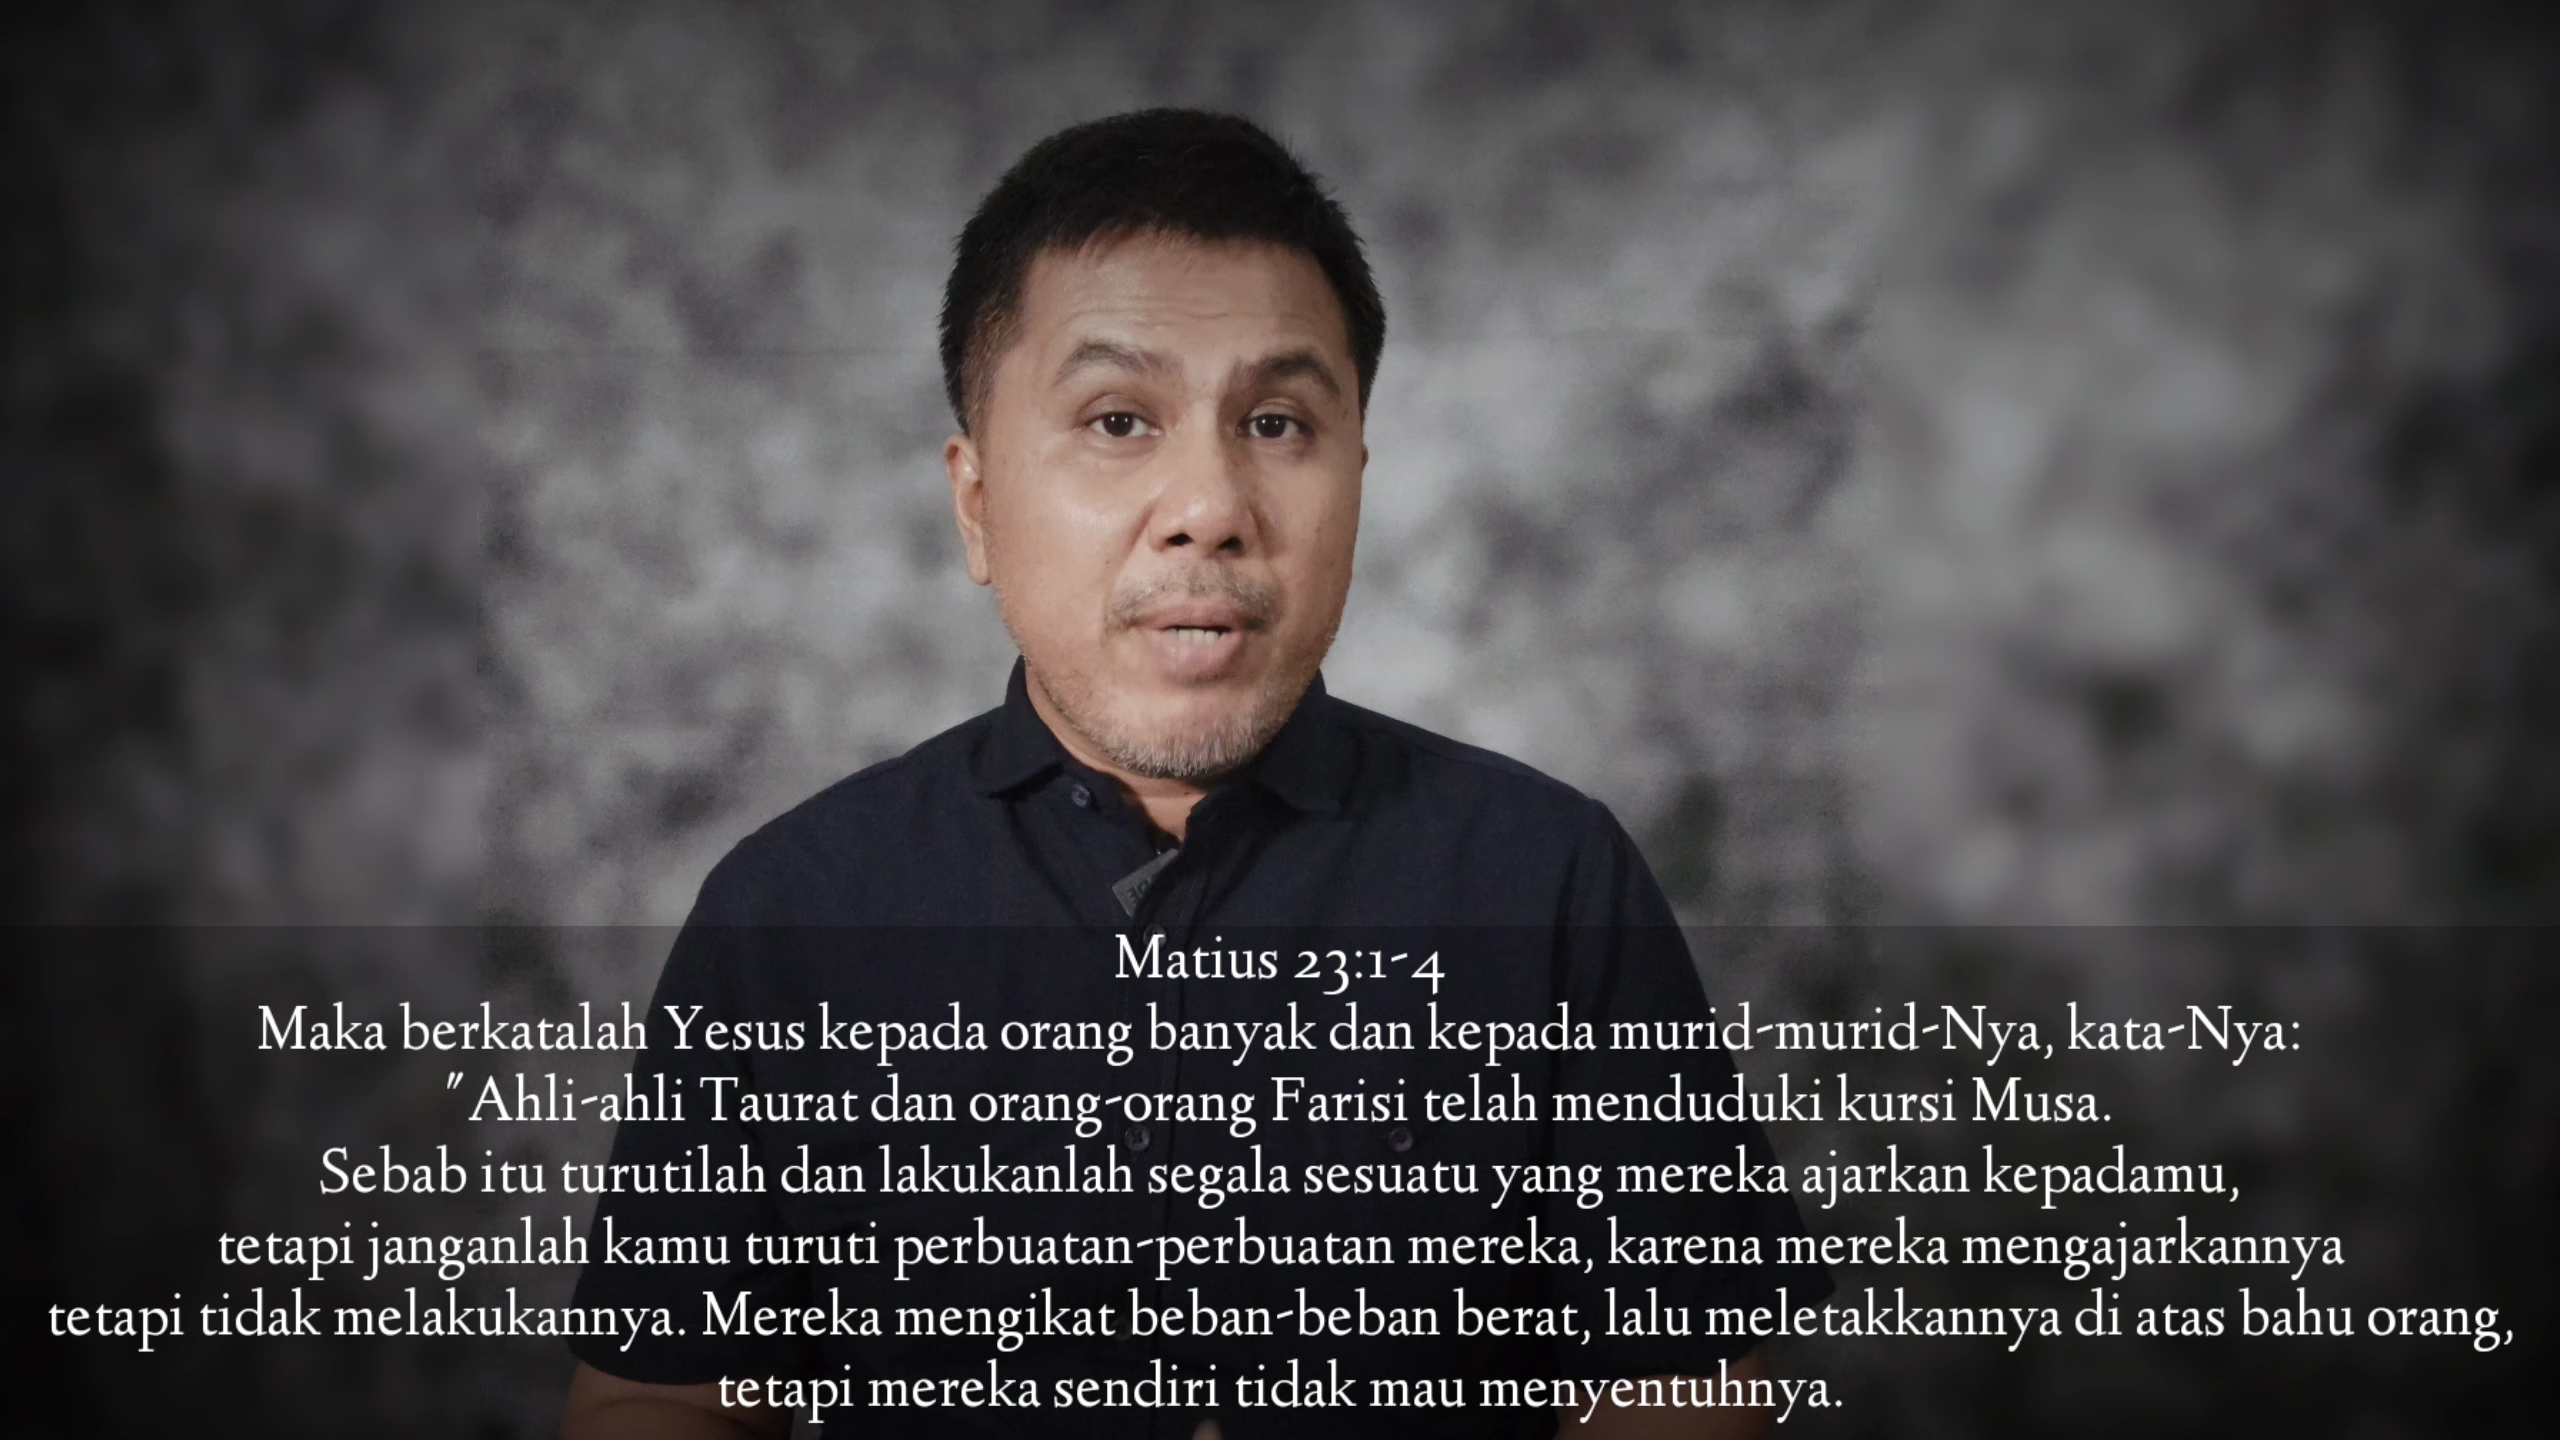 Matius 23:1-4
Maka berkatalah Yesus kepada orang banyak dan kepada murid-murid-Nya, kata-Nya:
"Ahli-ahli Taurat dan orang-orang Farisi telah menduduki kursi Musa.
Sebab itu turutilah dan lakukanlah segala sesuatu yang mereka ajarkan kepadamu,
tetapi janganlah kamu turuti perbuatan-perbuatan mereka, karena mereka mengajarkannya
tetapi tidak melakukannya. Mereka mengikat beban-beban berat, lalu meletakkannya di atas bahu orang,
tetapi mereka sendiri tidak mau menyentuhnya.